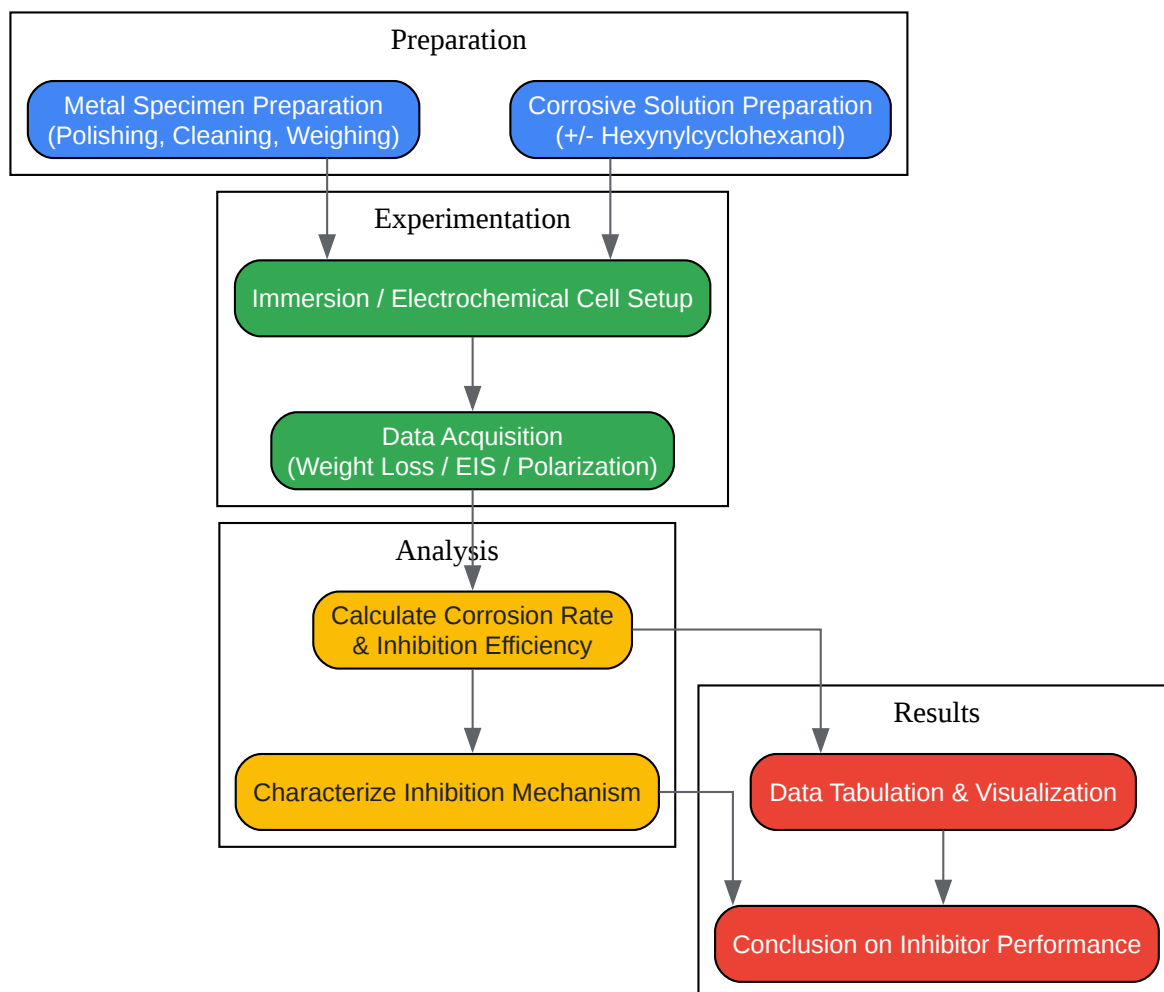 Preparation
Metal Specimen Preparation
(Polishing, Cleaning, Weighing)
Corrosive Solution Preparation
(+/- Hexynylcyclohexanol)
Experimentation
Immersion / Electrochemical Cell Setup
Data Acquisition
(Weight Loss / EIS / Polarization)
Analysis
Calculate Corrosion Rate
& Inhibition Efficiency
Characterize Inhibition Mechanism
Results
Data Tabulation & Visualization
Conclusion on Inhibitor Performance